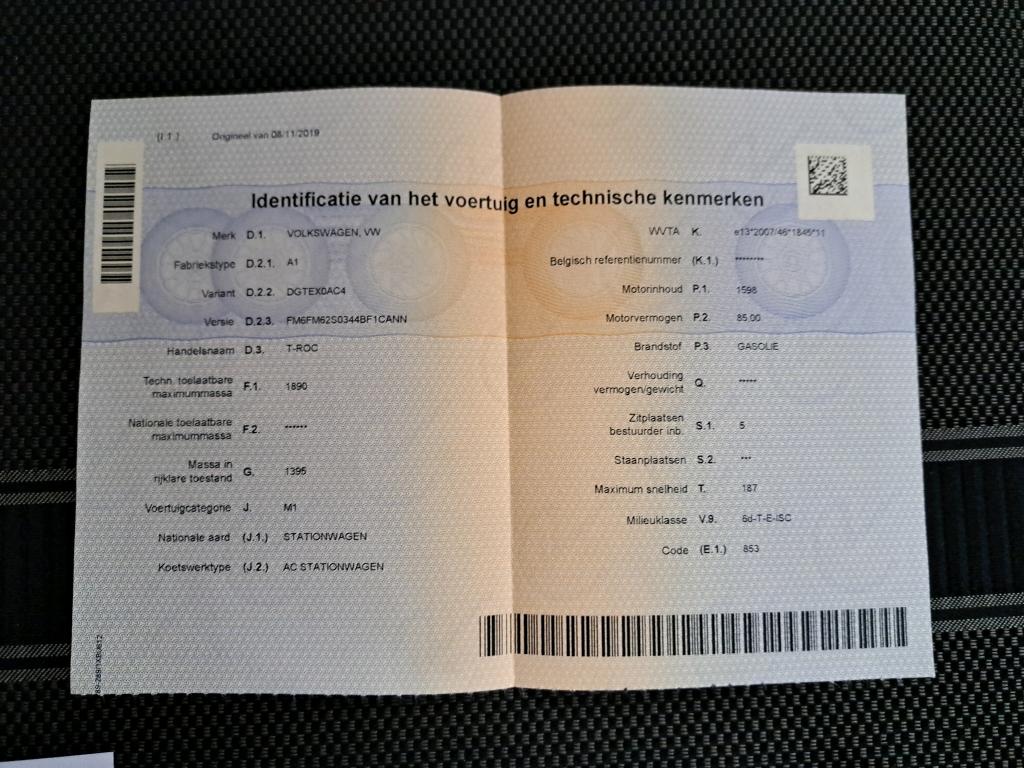 (I.1.) Origineel van 08/11/2019
Identificatie van het voertuig en technische kenmerken
Merk D.1. VOLKSWAGEN, VW
Fabriekstype D.2.1. A1
Variant D.2.2. DGTEX0AC4
Versie D.2.3. FM6FM62S0344BF1CANN
Handelsnaam D.3. T-ROC
Techn. toelaatbare
maximummassa F.1. 1890
Nationale toelaatbare
maximummassa F.2. ******
Massa in
rijklare toestand G. 1395
Voertuigcategorie J. M1
Nationale aard (J.1.) STATIONWAGEN
Koetswerktype (J.2.) AC STATIONWAGEN
WVTA K. e13*2007/46*1845*11
Belgisch referentienummer (K.1.) ********
Motorinhoud P.1. 1598
Motorvermogen P.2. 85,00
Brandstof P.3. GASOLIE
Verhouding
vermogen/gewicht Q. *****
Zitplaatsen
bestuurder inb. S.1. 5
Staanplaatsen S.2. ***
Maximum snelheid T. 187
Milieuklasse V.9. 6d-T-E-ISC
Code (E.1.) 853